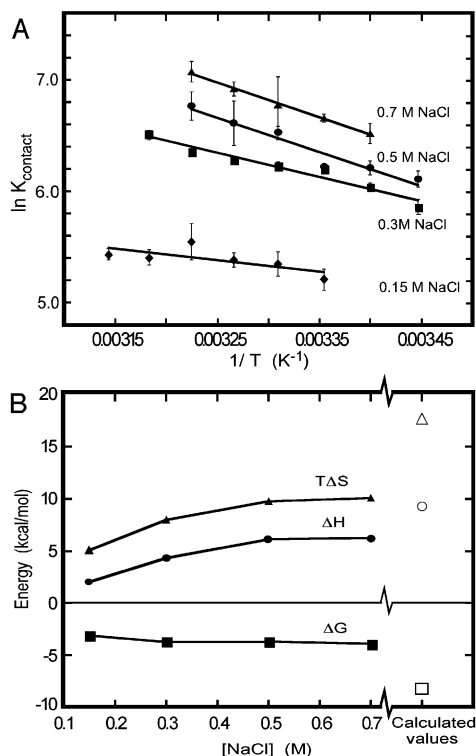 A
7.0
6.0
5.0
ln Kcontact
0.7 M NaCl
0.5 M NaCl
0.3M NaCl
0.15 M NaCl
0.00315
0.00325
0.00335
0.00345
1/ T (K-1)
B
20
15
10
5
0
-5
-10
Energy (kcal/mol)
TΔS
ΔH
ΔG
0.1
0.2
0.3
0.4
0.5
0.6
0.7
Calculated
values
[NaCl] (M)